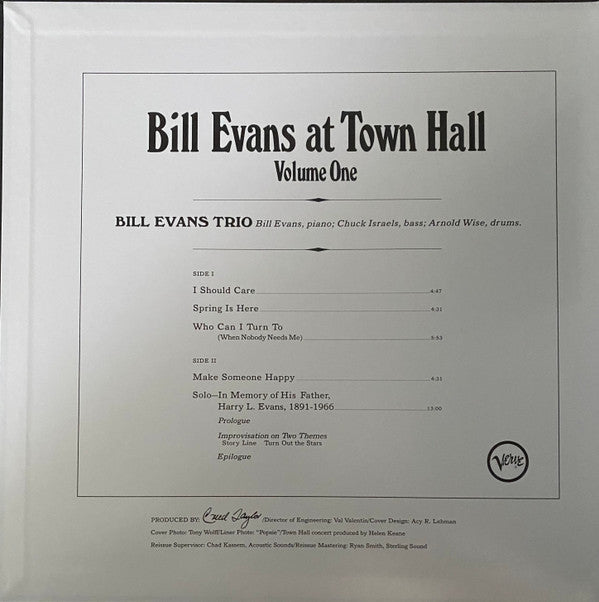 Bill Evans at Town Hall
Volume One
BILL EVANS TRIO Bill Evans, piano; Chuck Israels, bass; Arnold Wise, drums.
SIDE I
I Should Care 4:47
Spring Is Here 4:31
Who Can I Turn To
(When Nobody Needs Me) 5:53
SIDE II
Make Someone Happy 4:31
Solo—In Memory of His Father,
Harry L. Evans, 1891-1966 13:00
Prologue
Improvisation on Two Themes
Story Line Turn Out the Stars
Epilogue
Verve
PRODUCED BY: Creed Taylor /Director of Engineering: Val Valentin/Cover Design: Acy R. Lehman
Cover Photo: Tony Wolff/Liner Photo: "Popsie"/Town Hall concert produced by Helen Keane
Reissue Supervisor: Chad Kassem, Acoustic Sounds/Reissue Mastering: Ryan Smith, Sterling Sound